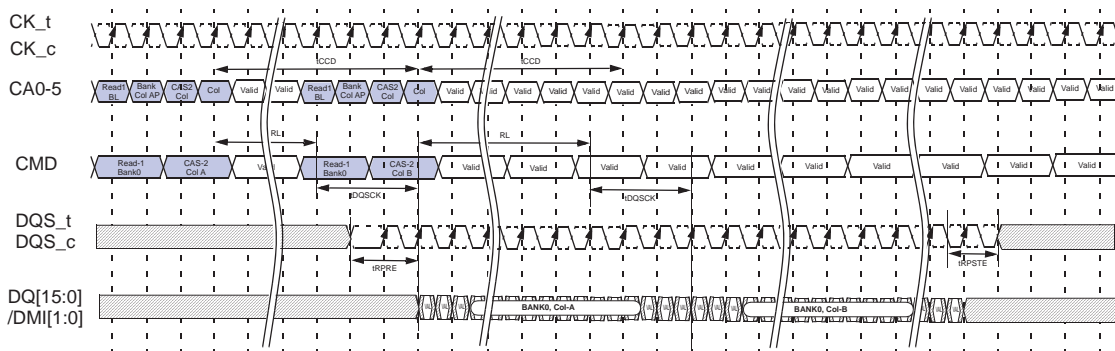 CK_t
CK_c
tCCD tCCD
CA0-5
Read1 BL
Bank Col AP
CAS2 Col
Col
Valid
Valid
Read1 BL
Bank Col AP
CAS2 Col
Col
Valid Valid Valid Valid Valid Valid Valid Valid Valid Valid Valid Valid Valid Valid Valid Valid Valid Valid Valid
RL RL
CMD
Read-1 Bank0
CAS-2 Col A
Valid
Read-1 Bank0
CAS-2 Col B
Valid Valid Valid Valid Valid Valid Valid Valid Valid Valid
tDQSCK tDQSCK
DQS_t
DQS_c
tRPRE tRPSTE
DQ[15:0]
/DMI[1:0]
BANK0, Col-A BANK0, Col-B